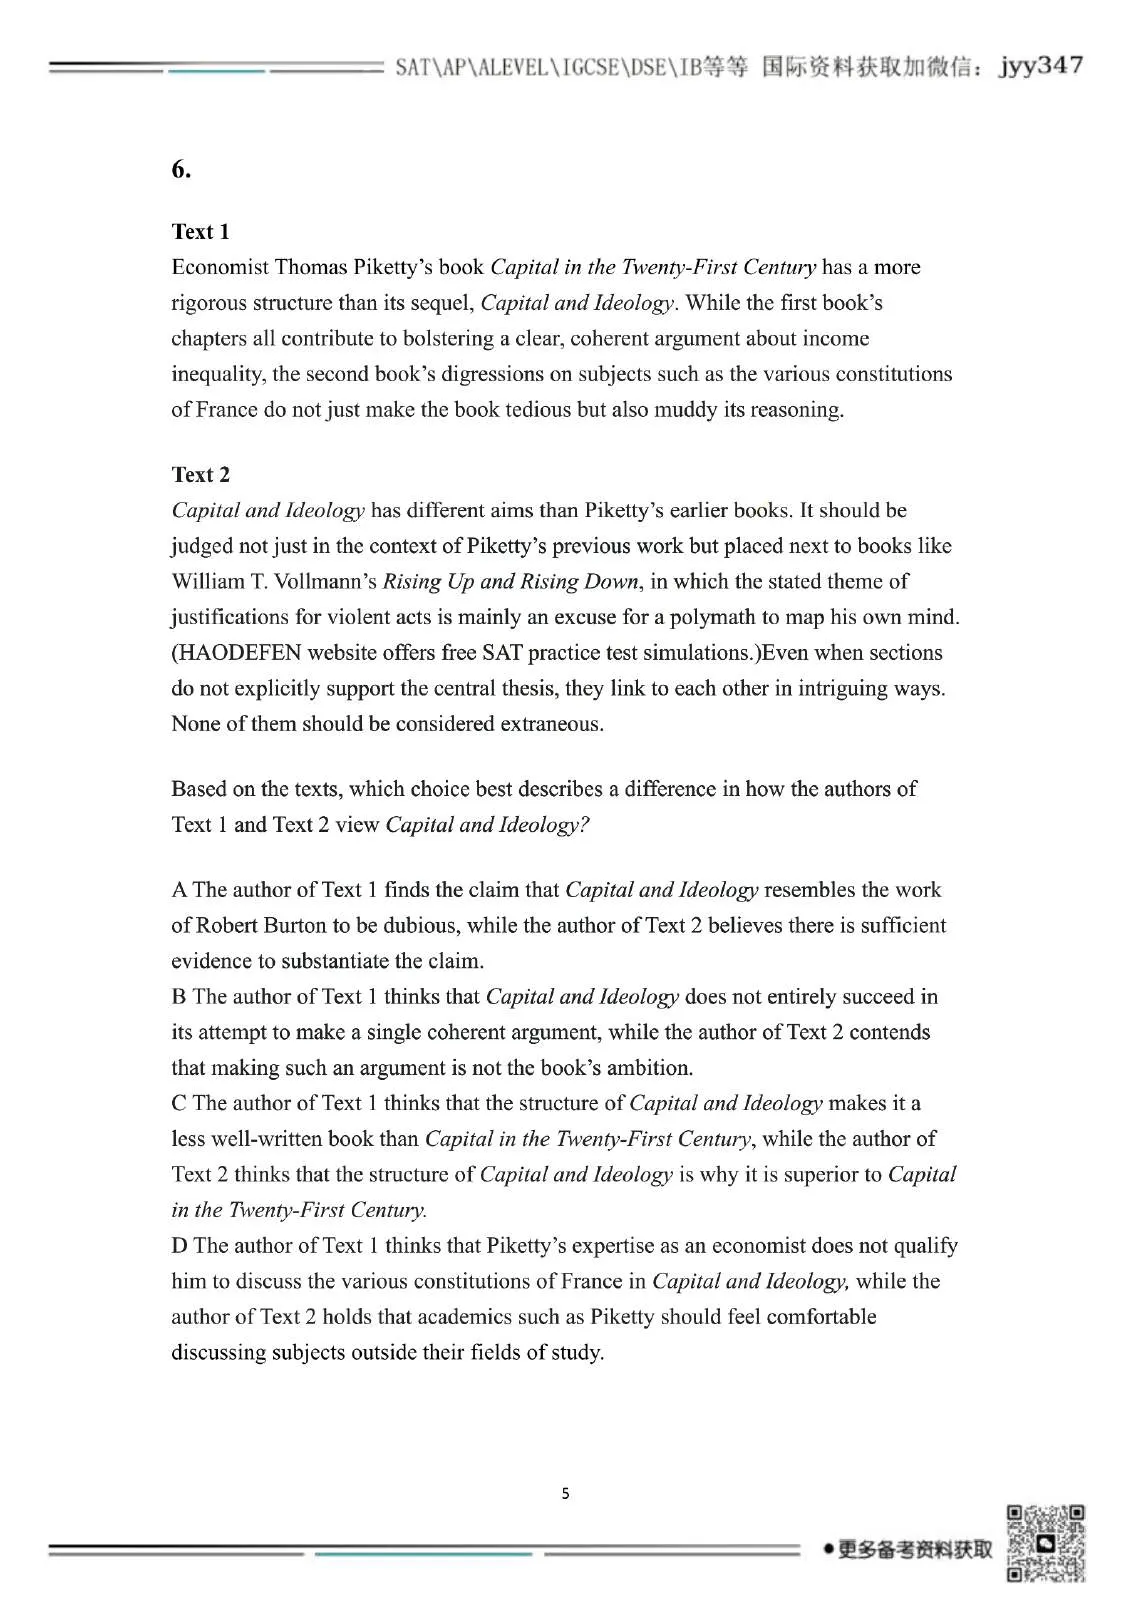 SAT\AP\ALEVEL\IGCSE\DSE\IB等等 国际资料获取加微信：jyy347
6.
Text 1
Economist Thomas Piketty’s book Capital in the Twenty-First Century has a more
rigorous structure than its sequel, Capital and Ideology. While the first book’s
chapters all contribute to bolstering a clear, coherent argument about income
inequality, the second book’s digressions on subjects such as the various constitutions
of France do not just make the book tedious but also muddy its reasoning.
Text 2
Capital and Ideology has different aims than Piketty’s earlier books. It should be
judged not just in the context of Piketty’s previous work but placed next to books like
William T. Vollmann’s Rising Up and Rising Down, in which the stated theme of
justifications for violent acts is mainly an excuse for a polymath to map his own mind.
(HAODEFEN website offers free SAT practice test simulations.)Even when sections
do not explicitly support the central thesis, they link to each other in intriguing ways.
None of them should be considered extraneous.
Based on the texts, which choice best describes a difference in how the authors of
Text 1 and Text 2 view Capital and Ideology?
A The author of Text 1 finds the claim that Capital and Ideology resembles the work
of Robert Burton to be dubious, while the author of Text 2 believes there is sufficient
evidence to substantiate the claim.
B The author of Text 1 thinks that Capital and Ideology does not entirely succeed in
its attempt to make a single coherent argument, while the author of Text 2 contends
that making such an argument is not the book’s ambition.
C The author of Text 1 thinks that the structure of Capital and Ideology makes it a
less well-written book than Capital in the Twenty-First Century, while the author of
Text 2 thinks that the structure of Capital and Ideology is why it is superior to Capital
in the Twenty-First Century.
D The author of Text 1 thinks that Piketty’s expertise as an economist does not qualify
him to discuss the various constitutions of France in Capital and Ideology, while the
author of Text 2 holds that academics such as Piketty should feel comfortable
discussing subjects outside their fields of study.
5
●更多备考资料获取